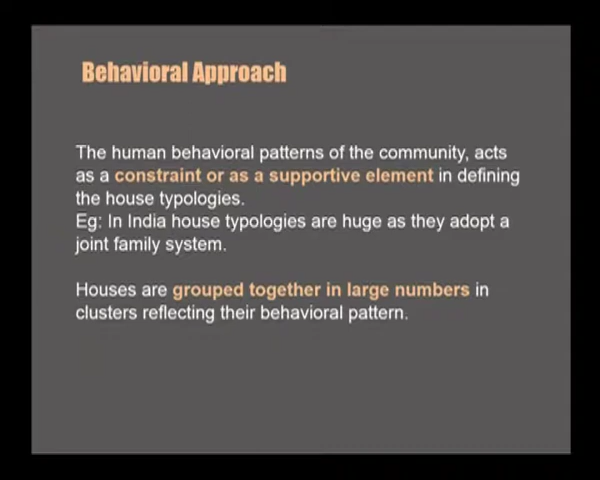 Behavioral Approach
The human behavioral patterns of the community, acts
as a constraint or as a supportive element in defining
the house typologies.
Eg: In India house typologies are huge as they adopt a
joint family system.
Houses are grouped together in large numbers in
clusters reflecting their behavioral pattern.